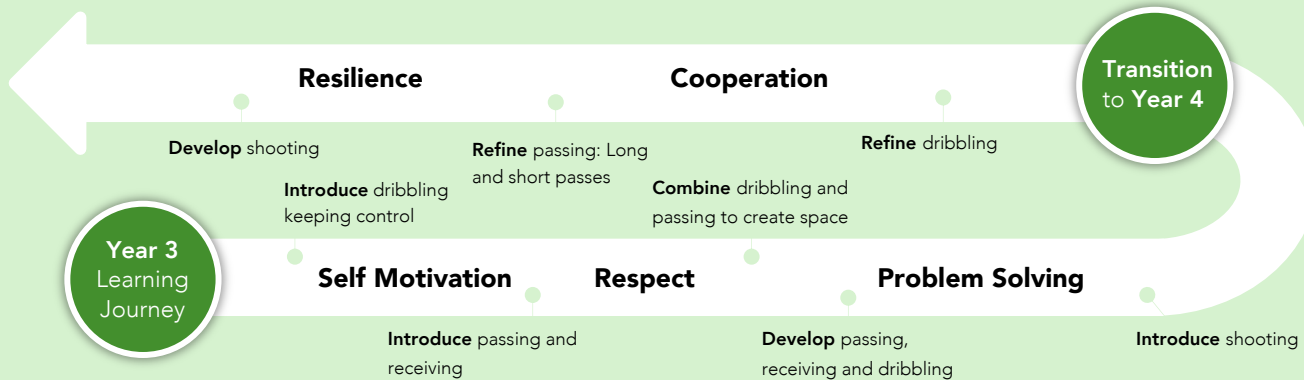 Resilience
Cooperation
Transition
to Year 4
Develop shooting
Refine passing: Long
and short passes
Refine dribbling
Introduce dribbling
keeping control
Combine dribbling and
passing to create space
Year 3
Learning
Journey
Self Motivation
Respect
Problem Solving
Introduce passing and
receiving
Develop passing,
receiving and dribbling
Introduce shooting